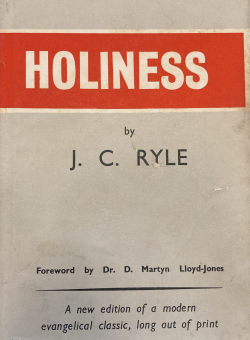 HOLINESS
by
J. C. RYLE
Foreword by Dr. D. Martyn Lloyd-Jones
A new edition of a modern
evangelical classic, long out of print